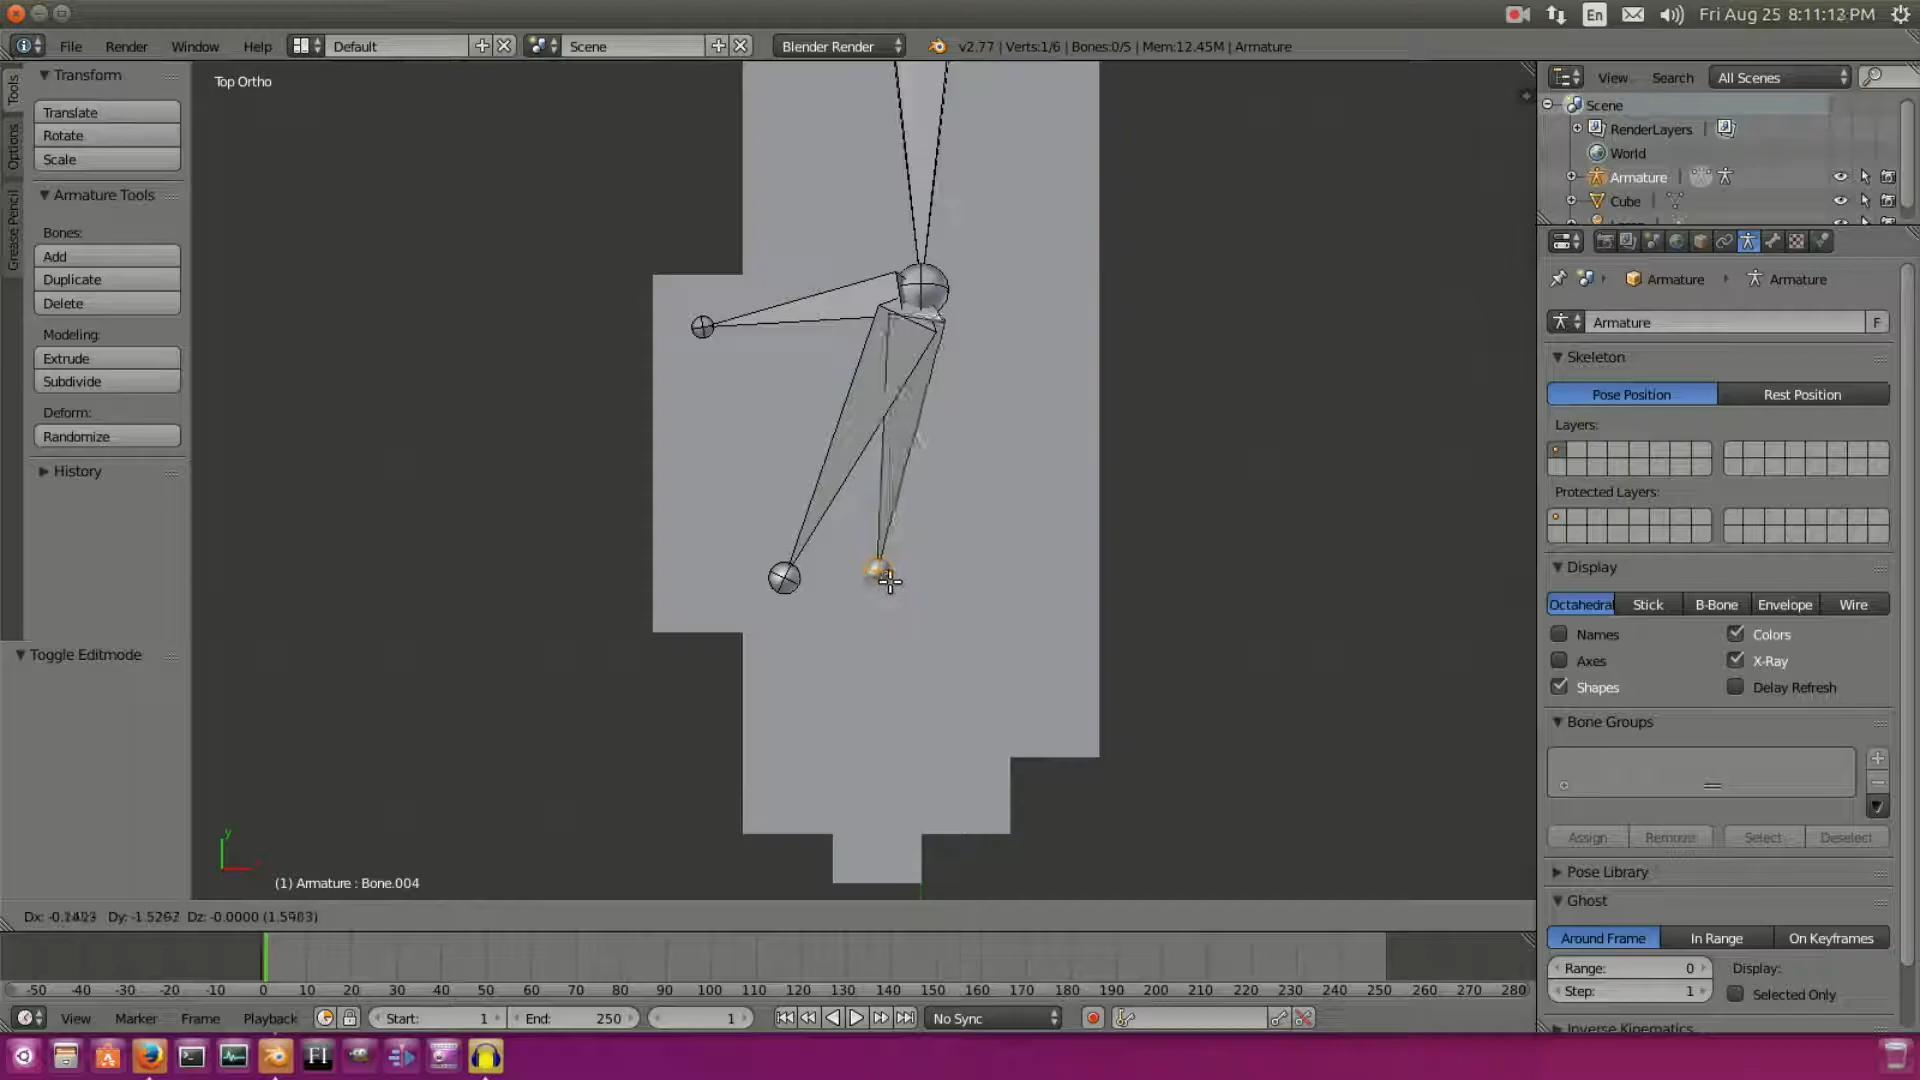 En Fri Aug 25 8:11:12 PM
File Render Window Help Default Scene Blender Render v2.77 | Verts:1/6 | Bones:0/5 | Mem:12.45M | Armature
Tools
Options
Grease Pencil
Transform
Translate
Rotate
Scale
Armature Tools
Bones:
Add
Duplicate
Delete
Modeling:
Extrude
Subdivide
Deform:
Randomize
History
Toggle Editmode
Top Ortho
y
(1) Armature : Bone.004
Dy: Dz: -0.0000
View Search All Scenes
Scene
RenderLayers |
World
Armature |
Cube |
Armature Armature
Armature F
Skeleton
Pose Position Rest Position
Layers:
Protected Layers:
Display
Octahedral Stick B-Bone Envelope Wire
Names Colors
Axes X-Ray
Shapes Delay Refresh
Bone Groups
Assign Remove Select Deselect
Pose Library
Ghost
Around Frame In Range On Keyframes
Range: 0 Display:
Step: 1 Selected Only
Inverse Kinematics
-50 -40 -30 -20 -10 0 10 20 30 40 50 60 70 80 90 100 110 120 130 140 150 160 170 180 190 200 210 220 230 240 250 260 270 280
View Marker Frame Playback Start: 1 End: 250 1 No Sync